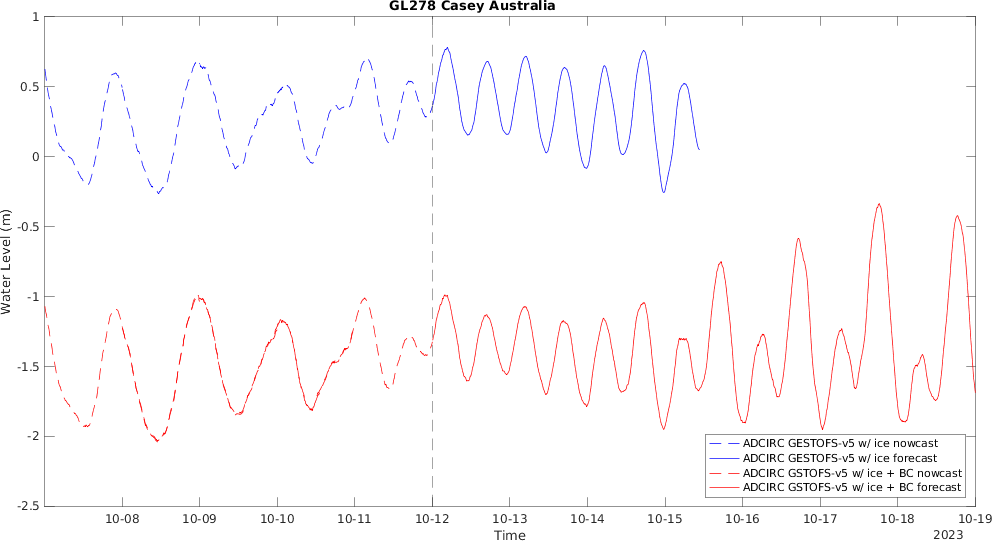 GL278 Casey Australia
1
0.5
0
-0.5
-1
-1.5
-2
-2.5
Water Level (m)
ADCIRC GESTOFS-v5 w/ ice nowcast
ADCIRC GESTOFS-v5 w/ ice forecast
ADCIRC GSTOFS-v5 w/ ice + BC nowcast
ADCIRC GSTOFS-v5 w/ ice + BC forecast
10-08 10-09 10-10 10-11 10-12 10-13 10-14 10-15 10-16 10-17 10-18 10-19
Time
2023